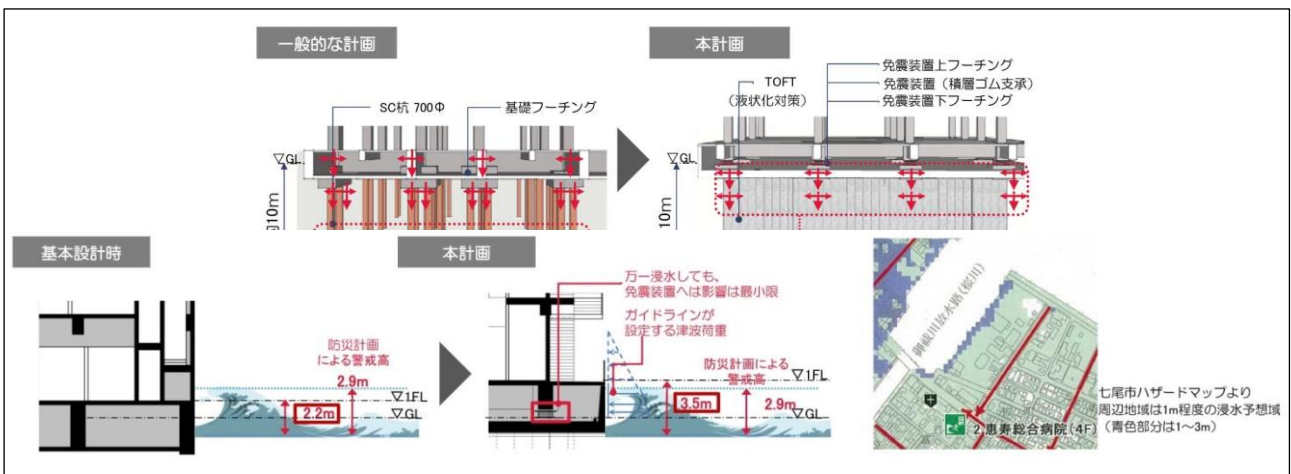 一般的な計画
SC杭 700Φ
基礎フーチング
▽GL
10m
本計画
TOFT
(液状化対策)
免震装置上フーチング
免震装置(積層ゴム支承)
免震装置下フーチング
▽GL
10m
基本設計時
防災計画
による警戒高
2.9m
▽1FL
2.2m
▽GL
本計画
万一浸水しても、
免震装置へは影響は最小限
ガイドラインが
設定する津波荷重
防災計画による
警戒高
▽1FL
3.5m
2.9m
▽GL
御祓川放水路(桜川)
2 恵寿総合病院(4F)
七尾市ハザードマップより
周辺地域は1m程度の浸水予想域
(青色部分は1~3m)